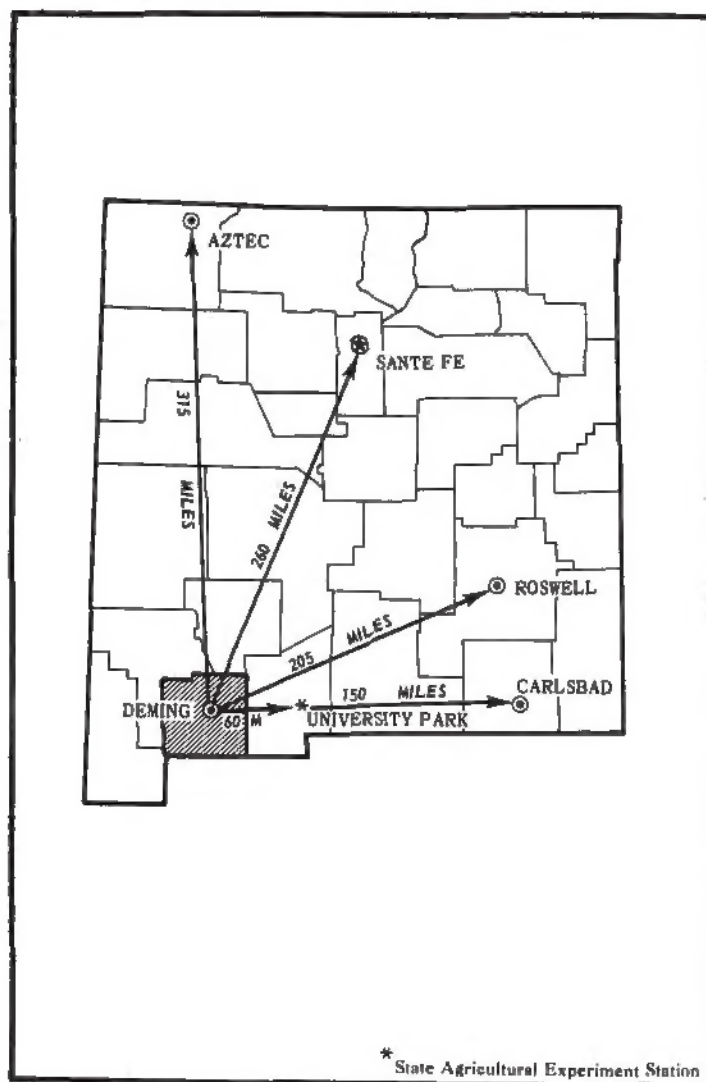 AZTEC
SANTE FE
315 MILES
260 MILES
ROSWELL
205 MILES
CARLSBAD
150 MILES
DEMING
60 M
*UNIVERSITY PARK
*State Agricultural Experiment Station